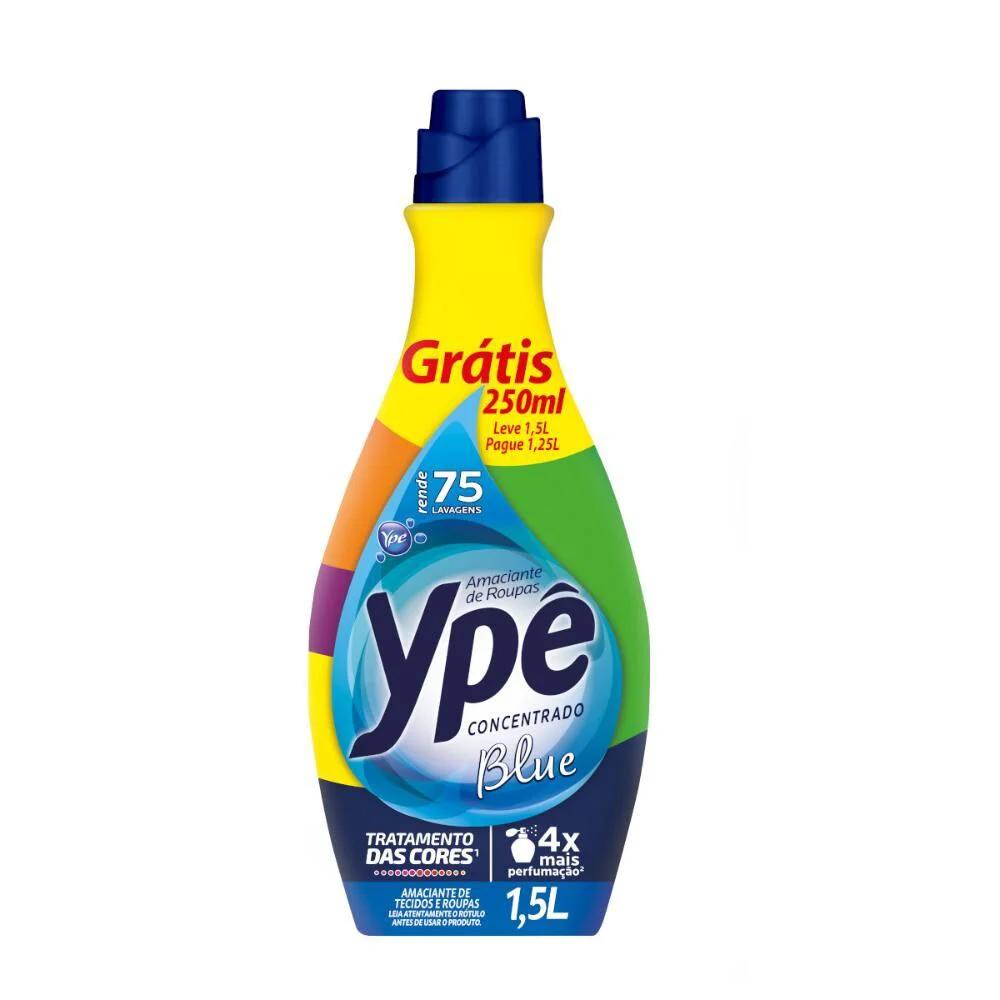 Grátis
250ml
Leve 1,5L
Pague 1,25L
rende 75
LAVAGENS
Ypê
Amaciante
de Roupas
Ypê
CONCENTRADO
Blue
TRATAMENTO
DAS CORES¹
4x
mais
perfumação²
AMACIANTE DE
TECIDOS E ROUPAS
LEIA ATENTAMENTE O RÓTULO
ANTES DE USAR O PRODUTO.
1,5L